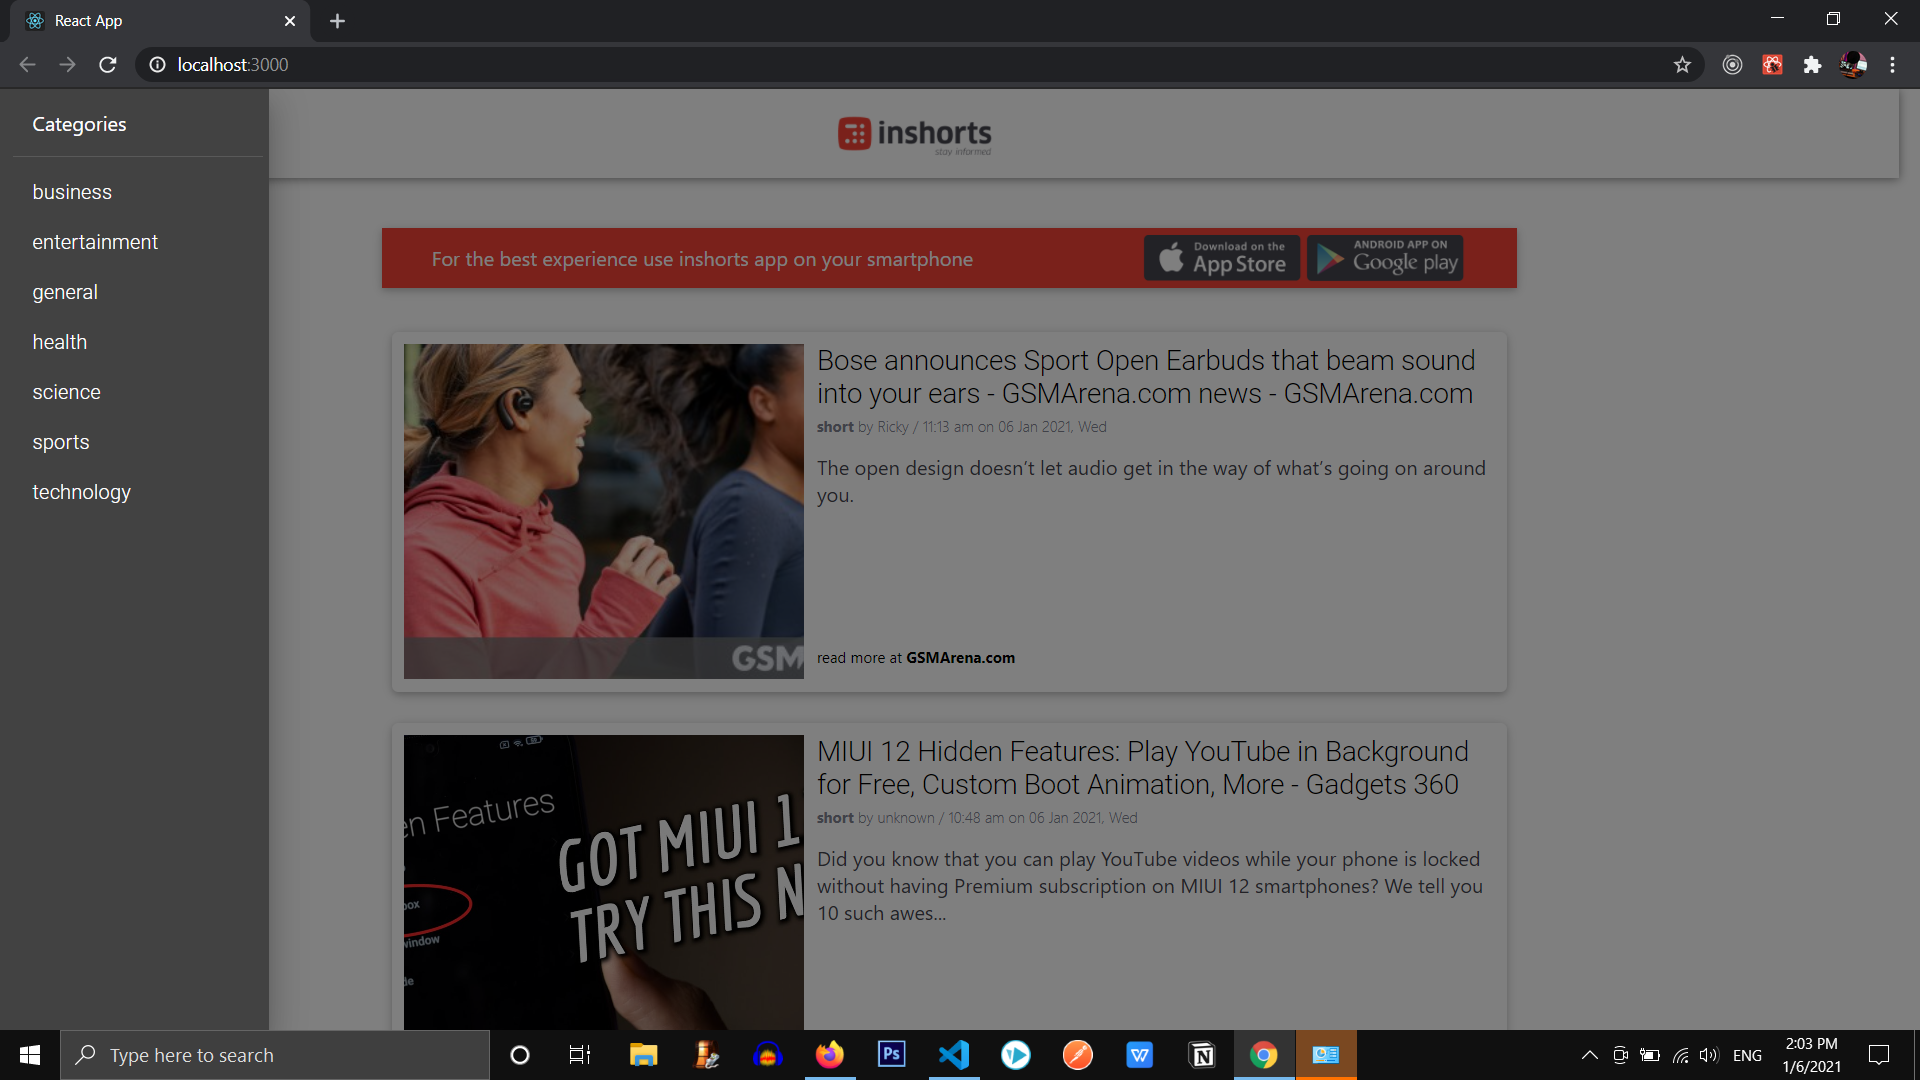 React App
localhost:3000
Categories
business
entertainment
general
health
science
sports
technology
inshorts
stay informed
For the best experience use inshorts app on your smartphone
Download on the
App Store
ANDROID APP ON
Google play
Bose announces Sport Open Earbuds that beam sound
into your ears - GSMArena.com news - GSMArena.com
short by Ricky / 11:13 am on 06 Jan 2021, Wed
The open design doesn’t let audio get in the way of what’s going on around
you.
GSM
read more at GSMArena.com
MIUI 12 Hidden Features: Play YouTube in Background
for Free, Custom Boot Animation, More - Gadgets 360
short by unknown / 10:48 am on 06 Jan 2021, Wed
Did you know that you can play YouTube videos while your phone is locked
without having Premium subscription on MIUI 12 smartphones? We tell you
10 such awes...
en Features
GOT MIUI 1
TRY THIS N
box
window
de
Type here to search
Ps
W
N
ENG
2:03 PM
1/6/2021